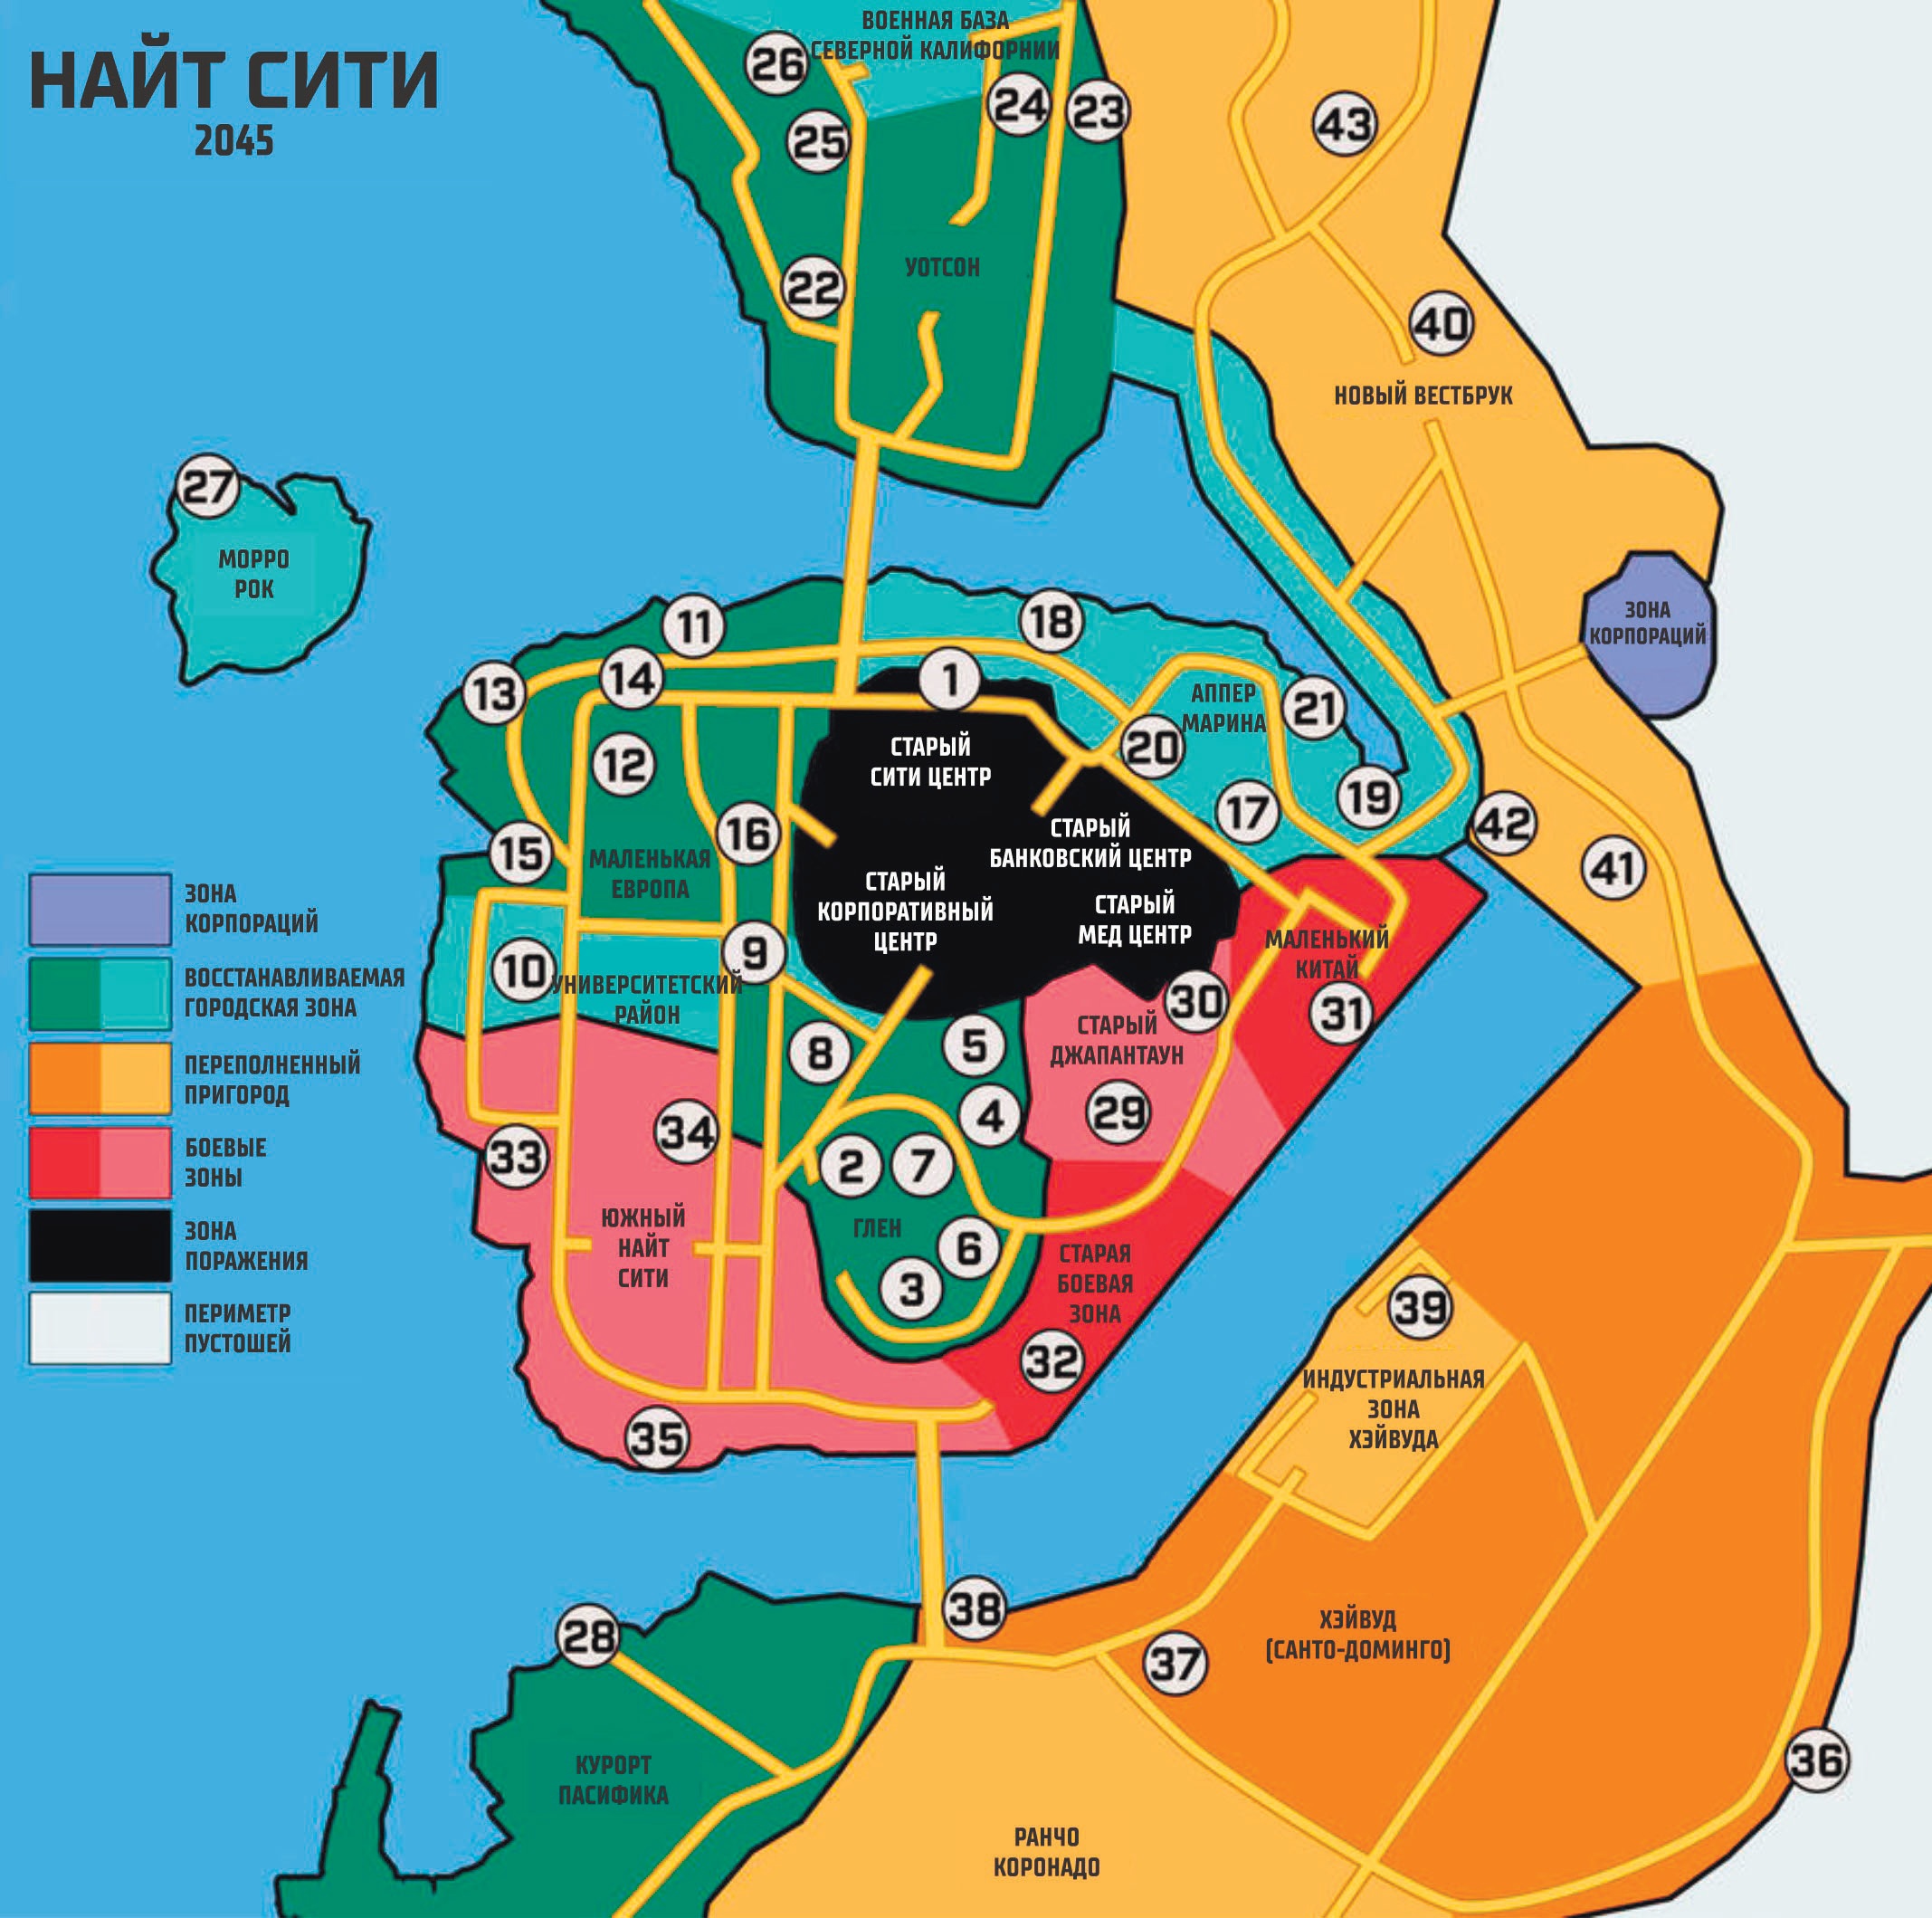 НАЙТ СИТИ
2045
ВОЕННАЯ БАЗА
СЕВЕРНОЙ КАЛИФОРНИИ
26
25
24
23
43
22
УОТСОН
40
НОВЫЙ ВЕСТБРУК
27
МОРРО
РОК
ЗОНА
КОРПОРАЦИЙ
11
18
13
14
1
АППЕР
МАРИНА
21
20
12
СТАРЫЙ
СИТИ ЦЕНТР
17
19
42
41
15
16
МАЛЕНЬКАЯ
ЕВРОПА
СТАРЫЙ
БАНКОВСКИЙ ЦЕНТР
СТАРЫЙ
КОРПОРАТИВНЫЙ
ЦЕНТР
СТАРЫЙ
МЕД ЦЕНТР
МАЛЕНЬКИЙ
КИТАЙ
9
10
УНИВЕРСИТЕТСКИЙ
РАЙОН
30
31
8
5
СТАРЫЙ
ДЖАПАНТАУН
29
4
34
33
2
7
ГЛЕН
6
3
ЮЖНЫЙ
НАЙТ
СИТИ
СТАРАЯ
БОЕВАЯ
ЗОНА
32
35
39
ИНДУСТРИАЛЬНАЯ
ЗОНА
ХЭЙВУДА
38
28
37
ХЭЙВУД
(САНТО-ДОМИНГО)
36
КУРОРТ
ПАСИФИКА
РАНЧО
КОРОНАДО
ЗОНА
КОРПОРАЦИЙ
ВОССТАНАВЛИВАЕМАЯ
ГОРОДСКАЯ ЗОНА
ПЕРЕПОЛНЕННЫЙ
ПРИГОРОД
БОЕВЫЕ
ЗОНЫ
ЗОНА
ПОРАЖЕНИЯ
ПЕРИМЕТР
ПУСТОШЕЙ